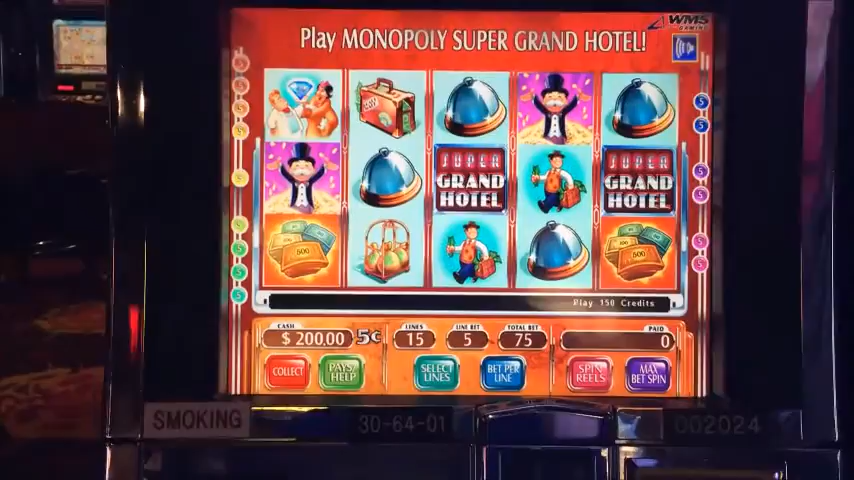 Play MONOPOLY SUPER GRAND HOTEL!
WMS
GAMING
SUPER
GRAND
HOTEL
SUPER
GRAND
HOTEL
500
500
Play 150 Credits
CASH
$ 200.00
5¢
LINES
15
LINE BET
5
TOTAL BET
75
PAID
0
COLLECT
PAYS/
HELP
SELECT
LINES
BET PER
LINE
SPIN
REELS
MAX
BET SPIN
SMOKING
30-64-01
002024